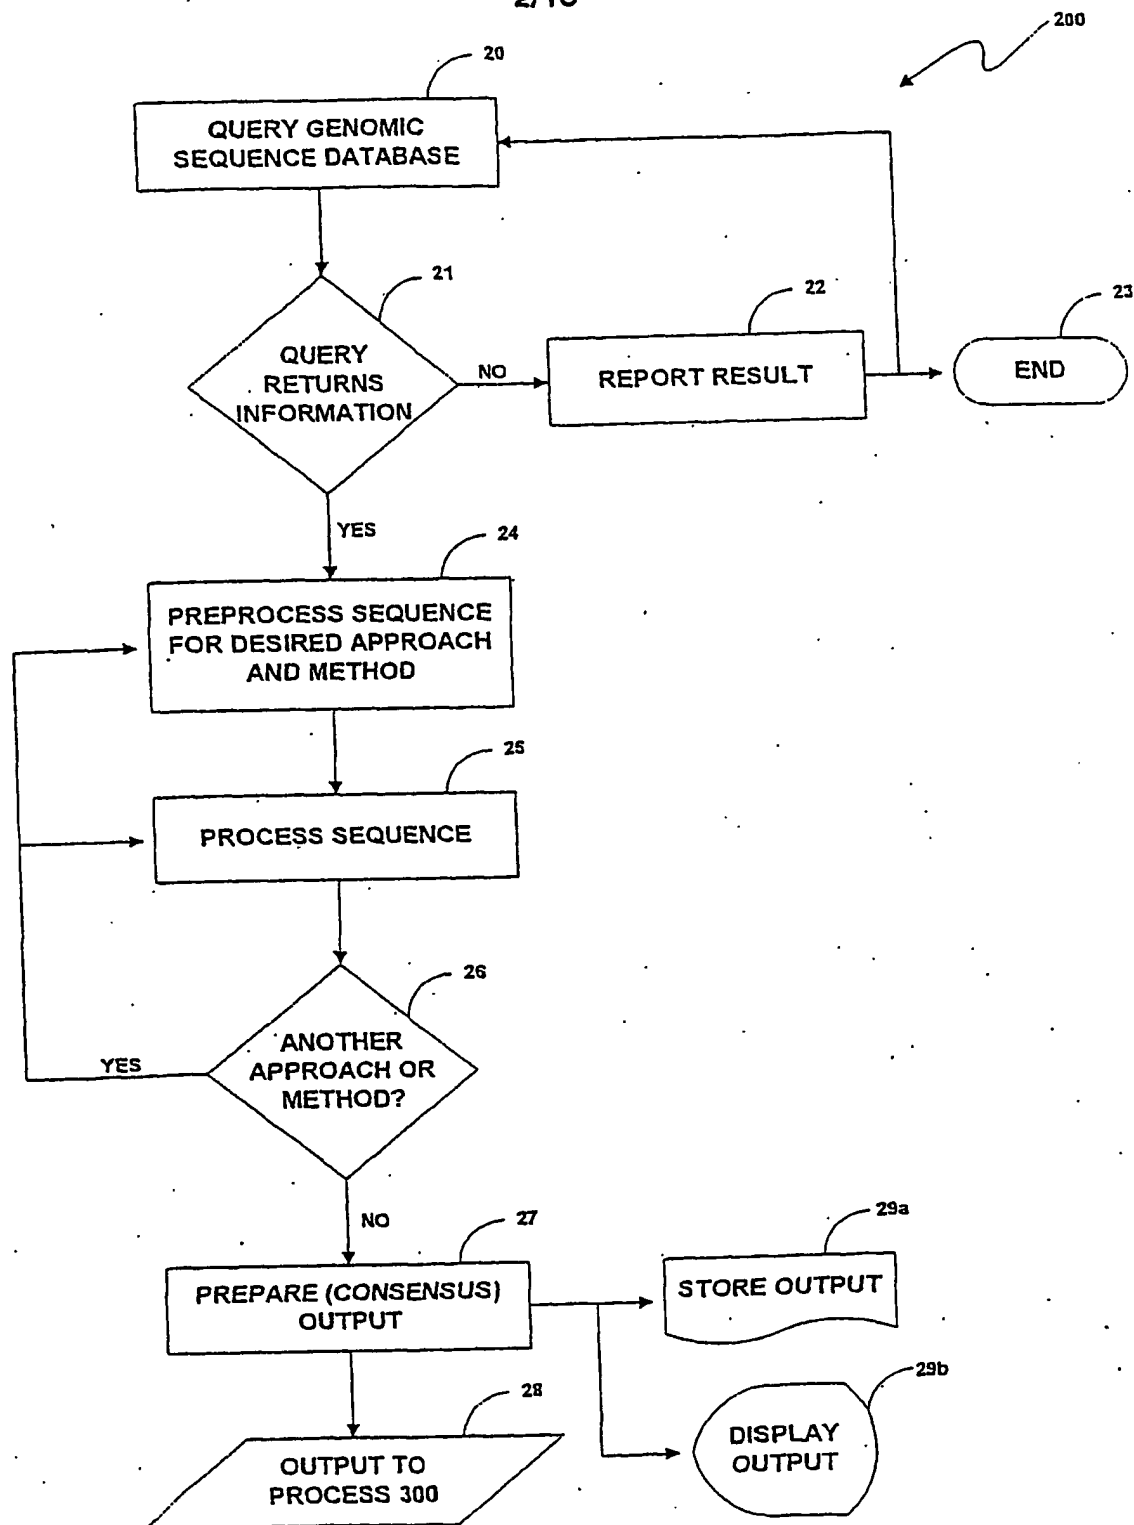 200
20
QUERY GENOMIC
SEQUENCE DATABASE
21
QUERY
RETURNS
INFORMATION
NO
22
REPORT RESULT
23
END
YES
24
PREPROCESS SEQUENCE
FOR DESIRED APPROACH
AND METHOD
25
PROCESS SEQUENCE
26
ANOTHER
APPROACH OR
METHOD?
YES
NO
27
PREPARE (CONSENSUS)
OUTPUT
29a
STORE OUTPUT
29b
DISPLAY
OUTPUT
28
OUTPUT TO
PROCESS 300